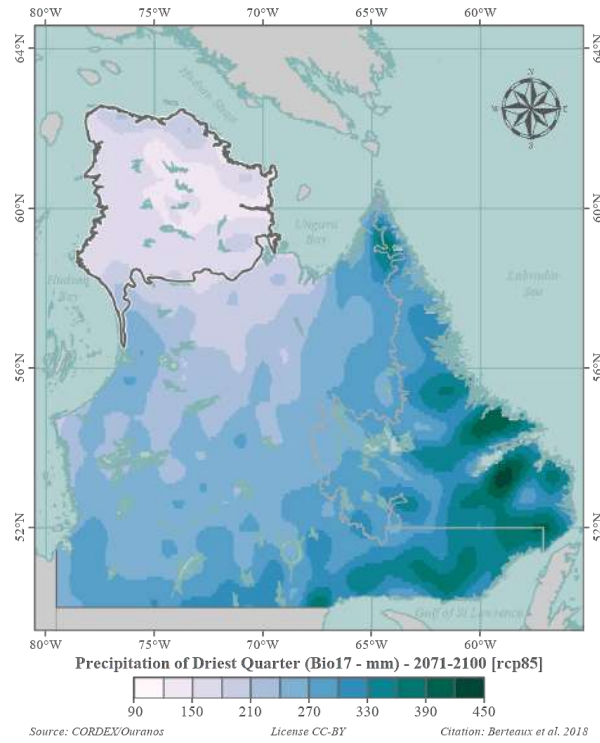 80°W 75°W 70°W 65°W 60°W
64°N 64°N
Hudson Strait
N
W E
S
60°N 60°N
Ungava
Bay
Hudson
Bay
Labrador
Sea
56°N 56°N
52°N 52°N
Gulf of St Lawrence
80°W 75°W 70°W 65°W 60°W
Precipitation of Driest Quarter (Bio17 - mm) - 2071-2100 [rcp85]
90 150 210 270 330 390 450
Source: CORDEX/Ouranos License CC-BY Citation: Berteaux et al. 2018